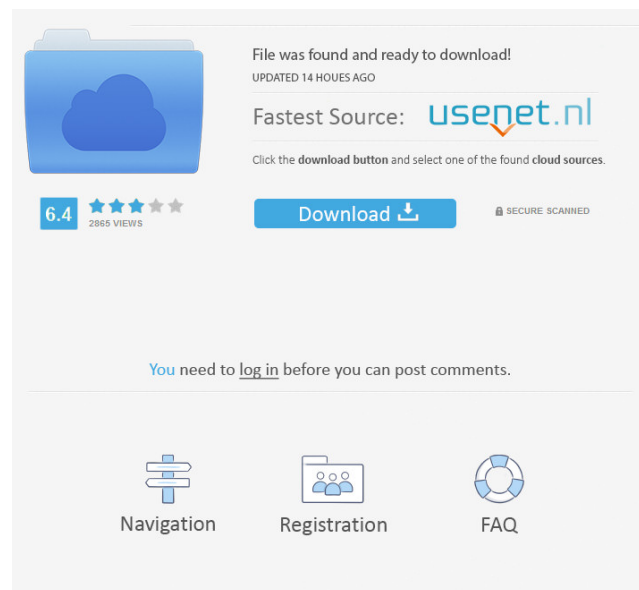 File was found and ready to download!
UPDATED 14 HOUES AGO
Fastest Source: usenet.nl
Click the download button and select one of the found cloud sources.
6.4
2865 VIEWS
Download
SECURE SCANNED
You need to log in before you can post comments.
Navigation
Registration
FAQ